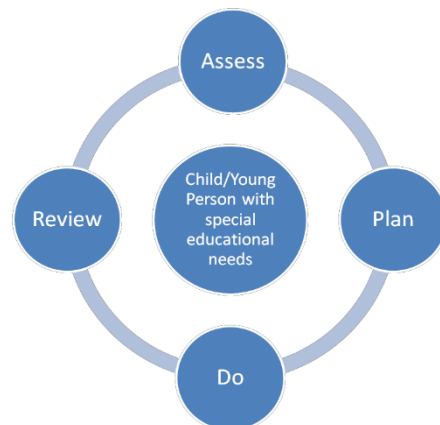 Assess
Child/Young
Person with
special
educational
needs
Review
Plan
Do